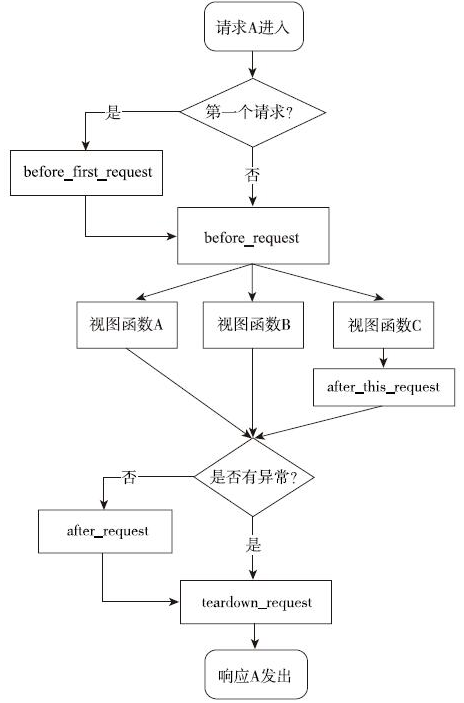 请求A进入
第一个请求？
是
before_first_request
否
before_request
视图函数A
视图函数B
视图函数C
after_this_request
是否有异常？
否
after_request
是
teardown_request
响应A发出